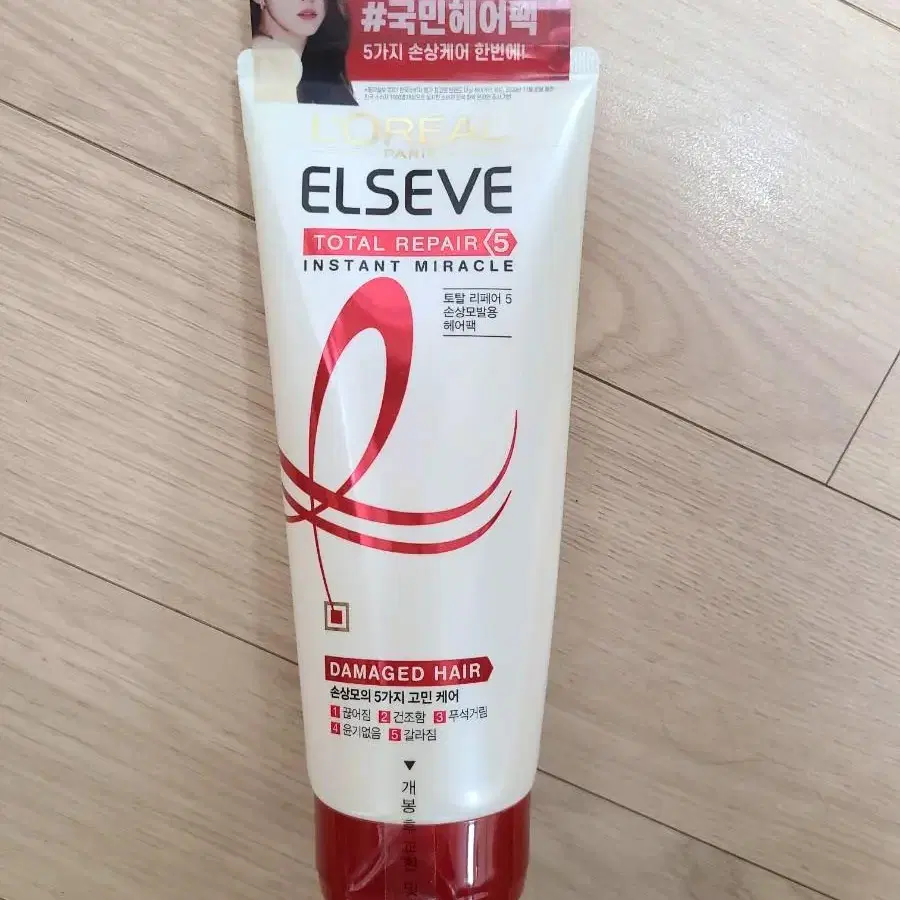 #국민헤어팩
5가지 손상케어 한번에!
L'ORÉAL
PARIS
ELSEVE
TOTAL REPAIR 5
INSTANT MIRACLE
토탈 리페어 5
손상모발용
헤어팩
DAMAGED HAIR
손상모의 5가지 고민 케어
1 끊어짐 2 건조함 3 푸석거림
4 윤기없음 5 갈라짐
▼
개
봉